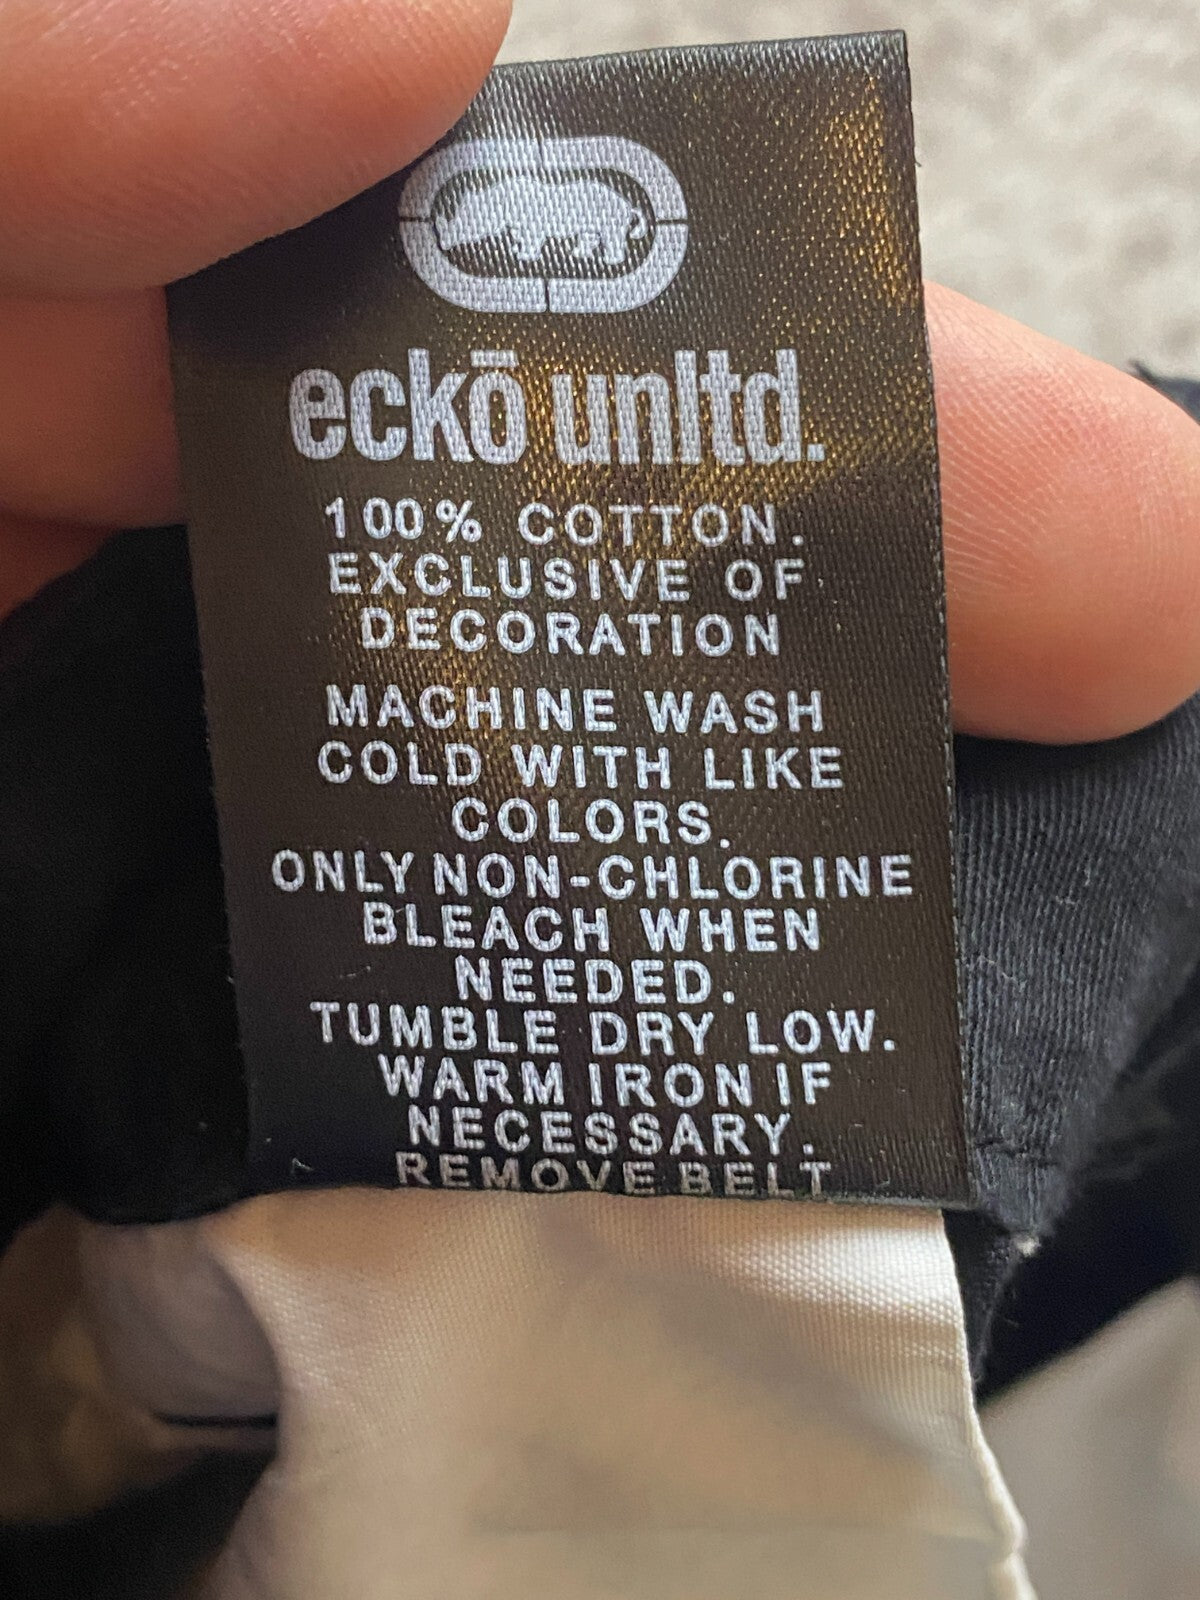 eckō unltd.
100% COTTON.
EXCLUSIVE OF
DECORATION
MACHINE WASH
COLD WITH LIKE
COLORS.
ONLY NON-CHLORINE
BLEACH WHEN
NEEDED.
TUMBLE DRY LOW.
WARM IRON IF
NECESSARY.
REMOVE BELT